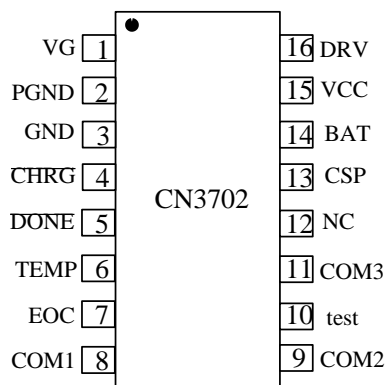 VG 1 16 DRV
PGND 2 15 VCC
GND 3 14 BAT
CHRG 4 13 CSP
CN3702
DONE 5 12 NC
TEMP 6 11 COM3
EOC 7 10 test
COM1 8 9 COM2